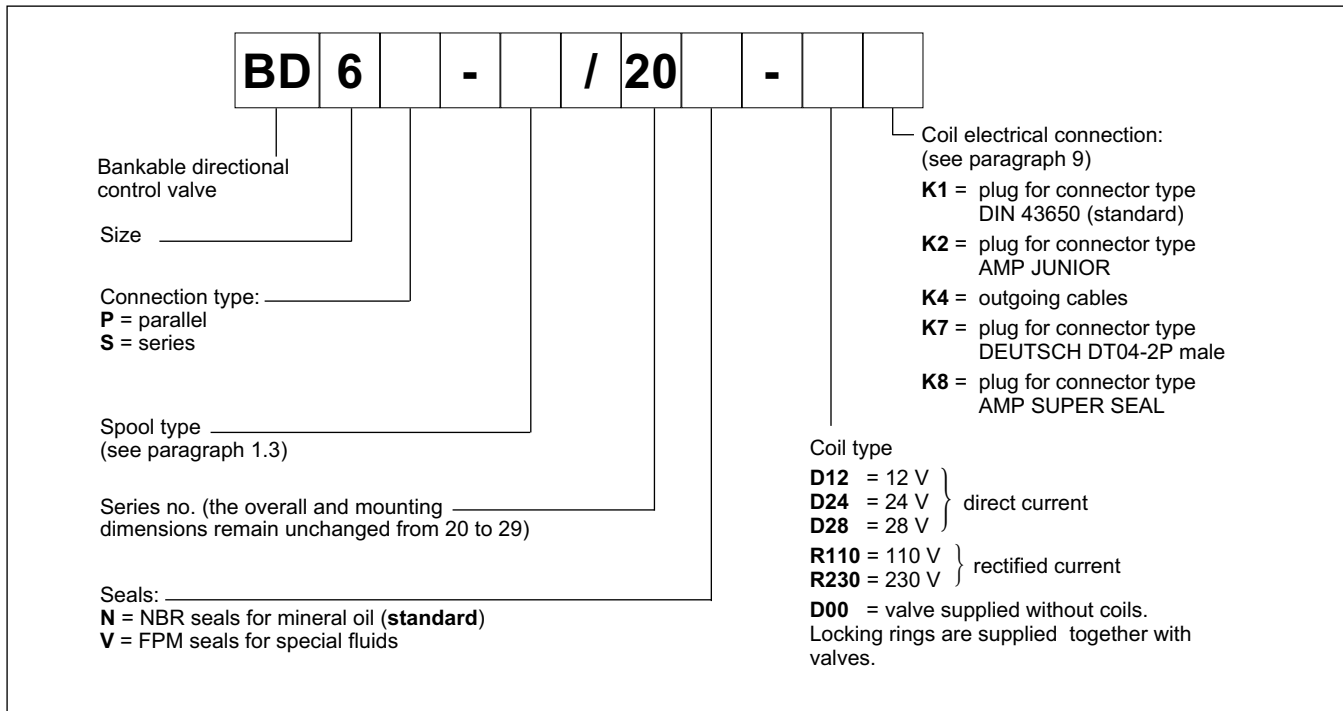 BD 6 - / 20 -
Bankable directional
control valve
Size
Connection type:
P = parallel
S = series
Spool type
(see paragraph 1.3)
Series no. (the overall and mounting
dimensions remain unchanged from 20 to 29)
Seals:
N = NBR seals for mineral oil (standard)
V = FPM seals for special fluids
Coil electrical connection:
(see paragraph 9)
K1 = plug for connector type
DIN 43650 (standard)
K2 = plug for connector type
AMP JUNIOR
K4 = outgoing cables
K7 = plug for connector type
DEUTSCH DT04-2P male
K8 = plug for connector type
AMP SUPER SEAL
Coil type
D12 = 12 V
D24 = 24 V direct current
D28 = 28 V
R110 = 110 V
R230 = 230 V rectified current
D00 = valve supplied without coils.
Locking rings are supplied together with
valves.